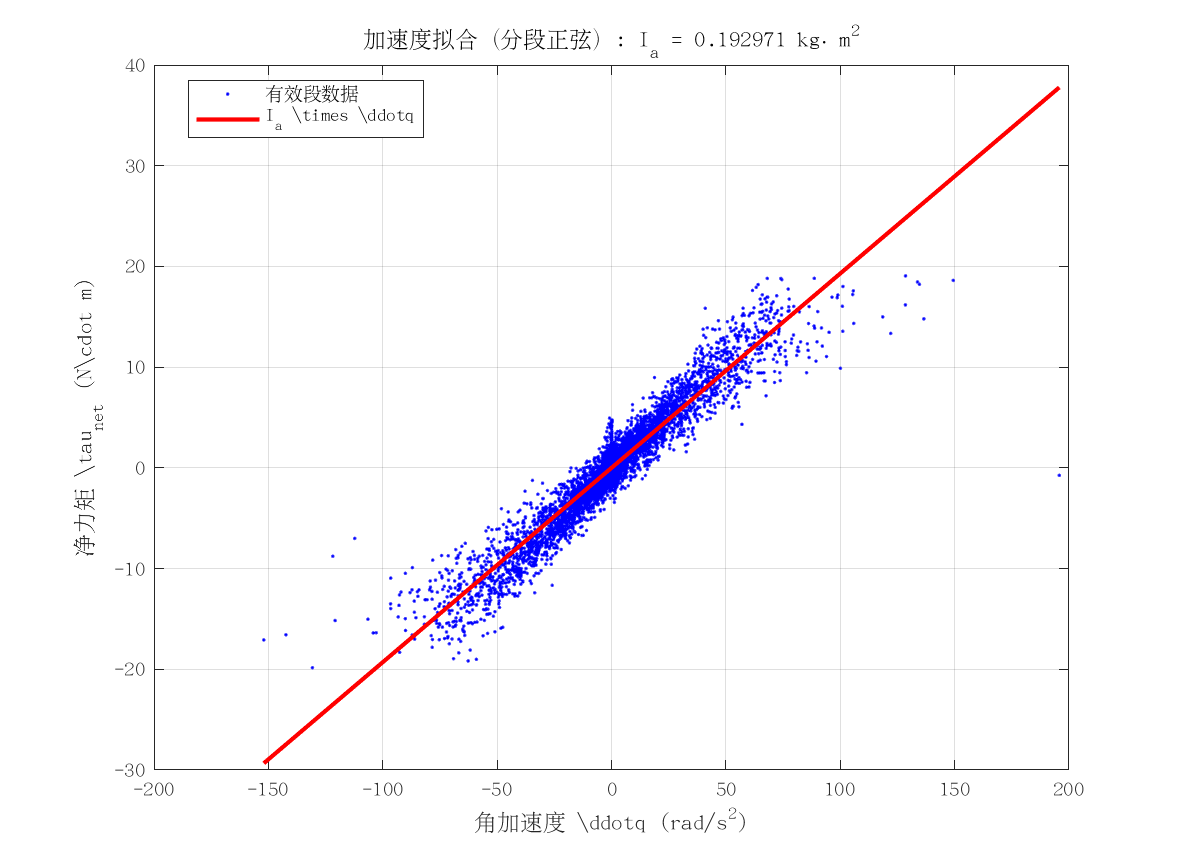 加速度拟合 (分段正弦) : I_a = 0.192971 kg·m^2
有效段数据
I_a \times \ddotq
净力矩 \tau_net (N\cdot m)
40
30
20
10
0
-10
-20
-30
-200 -150 -100 -50 0 50 100 150 200
角加速度 \ddotq (rad/s^2)